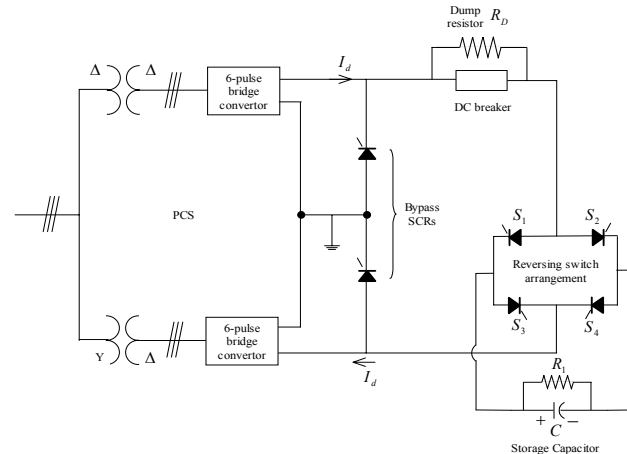 Dump
resistor
R_D
I_d
Δ
Δ
6-pulse
bridge
convertor
DC breaker
PCS
Bypass
SCRs
S_1
S_2
Reversing switch
arrangement
S_3
S_4
Y
Δ
6-pulse
bridge
convertor
I_d
R_1
+
−
C
Storage Capacitor